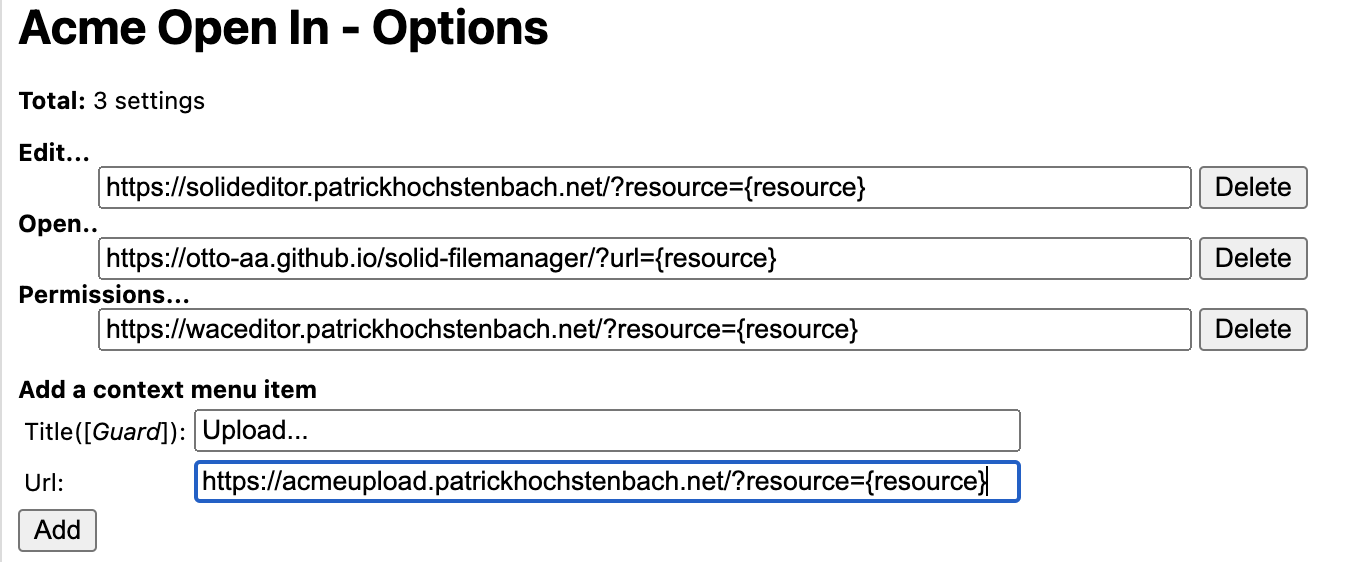 Acme Open In - Options
Total: 3 settings
Edit...
https://solideditor.patrickhochstenbach.net/?resource={resource} Delete
Open..
https://otto-aa.github.io/solid-filemanager/?url={resource} Delete
Permissions...
https://waceditor.patrickhochstenbach.net/?resource={resource} Delete
Add a context menu item
Title([Guard]): Upload...
Url: https://acmeupload.patrickhochstenbach.net/?resource={resource}
Add